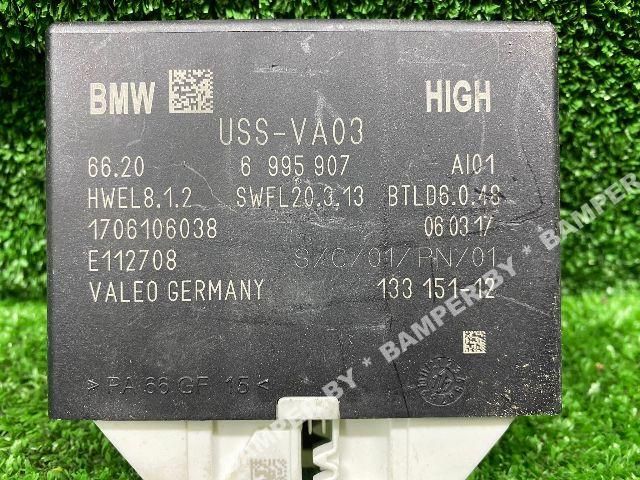 BMW HIGH
USS-VA03
66.20 6 995 907 AI01
HWEL8.1.2 SWFL20.3.13 BTLD6.0.48
1706106038 06.03.17
E112708 S/C/01/PN/01
VALEO GERMANY 133 151-12
>PA 66 GF 15<
BAMPER.BY * BAMPER.BY * BAMPER.BY